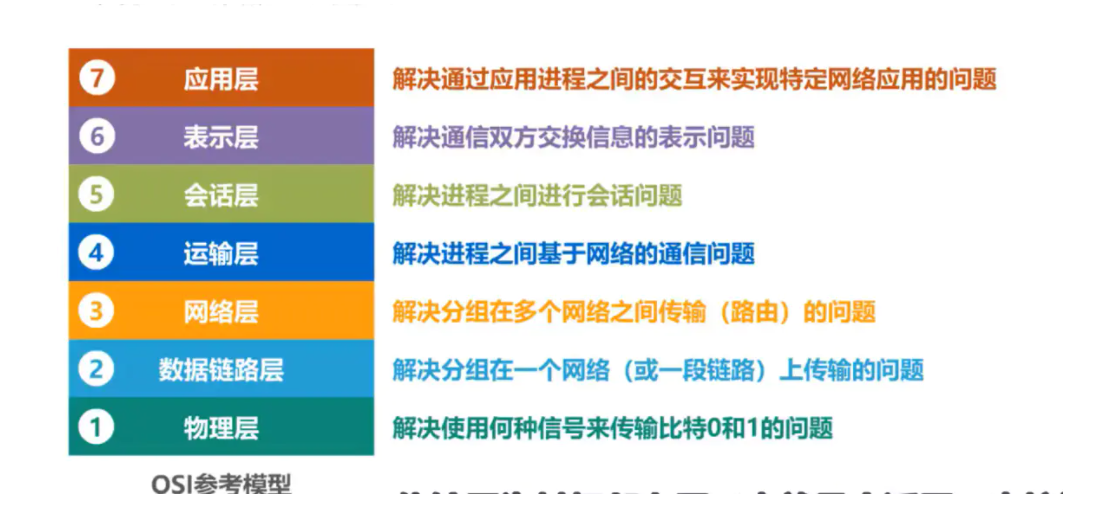 7 应用层 解决通过应用进程之间的交互来实现特定网络应用的问题
6 表示层 解决通信双方交换信息的表示问题
5 会话层 解决进程之间进行会话问题
4 运输层 解决进程之间基于网络的通信问题
3 网络层 解决分组在多个网络之间传输（路由）的问题
2 数据链路层 解决分组在一个网络（或一段链路）上传输的问题
1 物理层 解决使用何种信号来传输比特0和1的问题
OSI参考模型